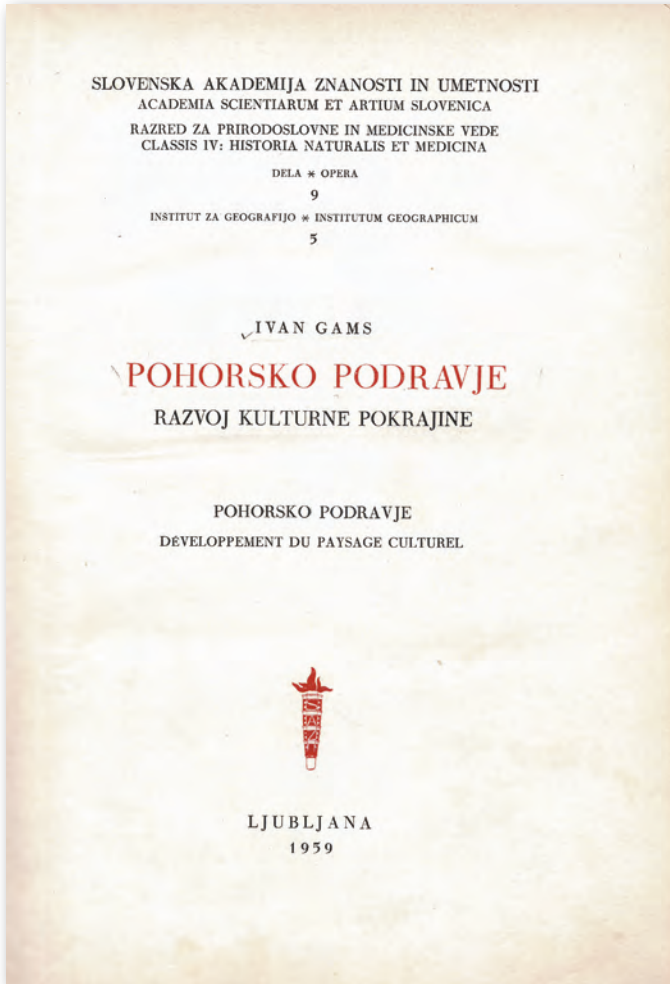 SLOVENSKA AKADEMIJA ZNANOSTI IN UMETNOSTI
ACADEMIA SCIENTIARUM ET ARTIUM SLOVENICA
RAZRED ZA PRIRODOSLOVNE IN MEDICINSKE VEDE
CLASSIS IV: HISTORIA NATURALIS ET MEDICINA
DELA * OPERA
9
INSTITUT ZA GEOGRAFIJO * INSTITUTUM GEOGRAPHICUM
5
IVAN GAMS
POHORSKO PODRAVJE
RAZVOJ KULTURNE POKRAJINE
POHORSKO PODRAVJE
DÉVELOPPEMENT DU PAYSAGE CULTUREL
SAZU
LJUBLJANA
1959